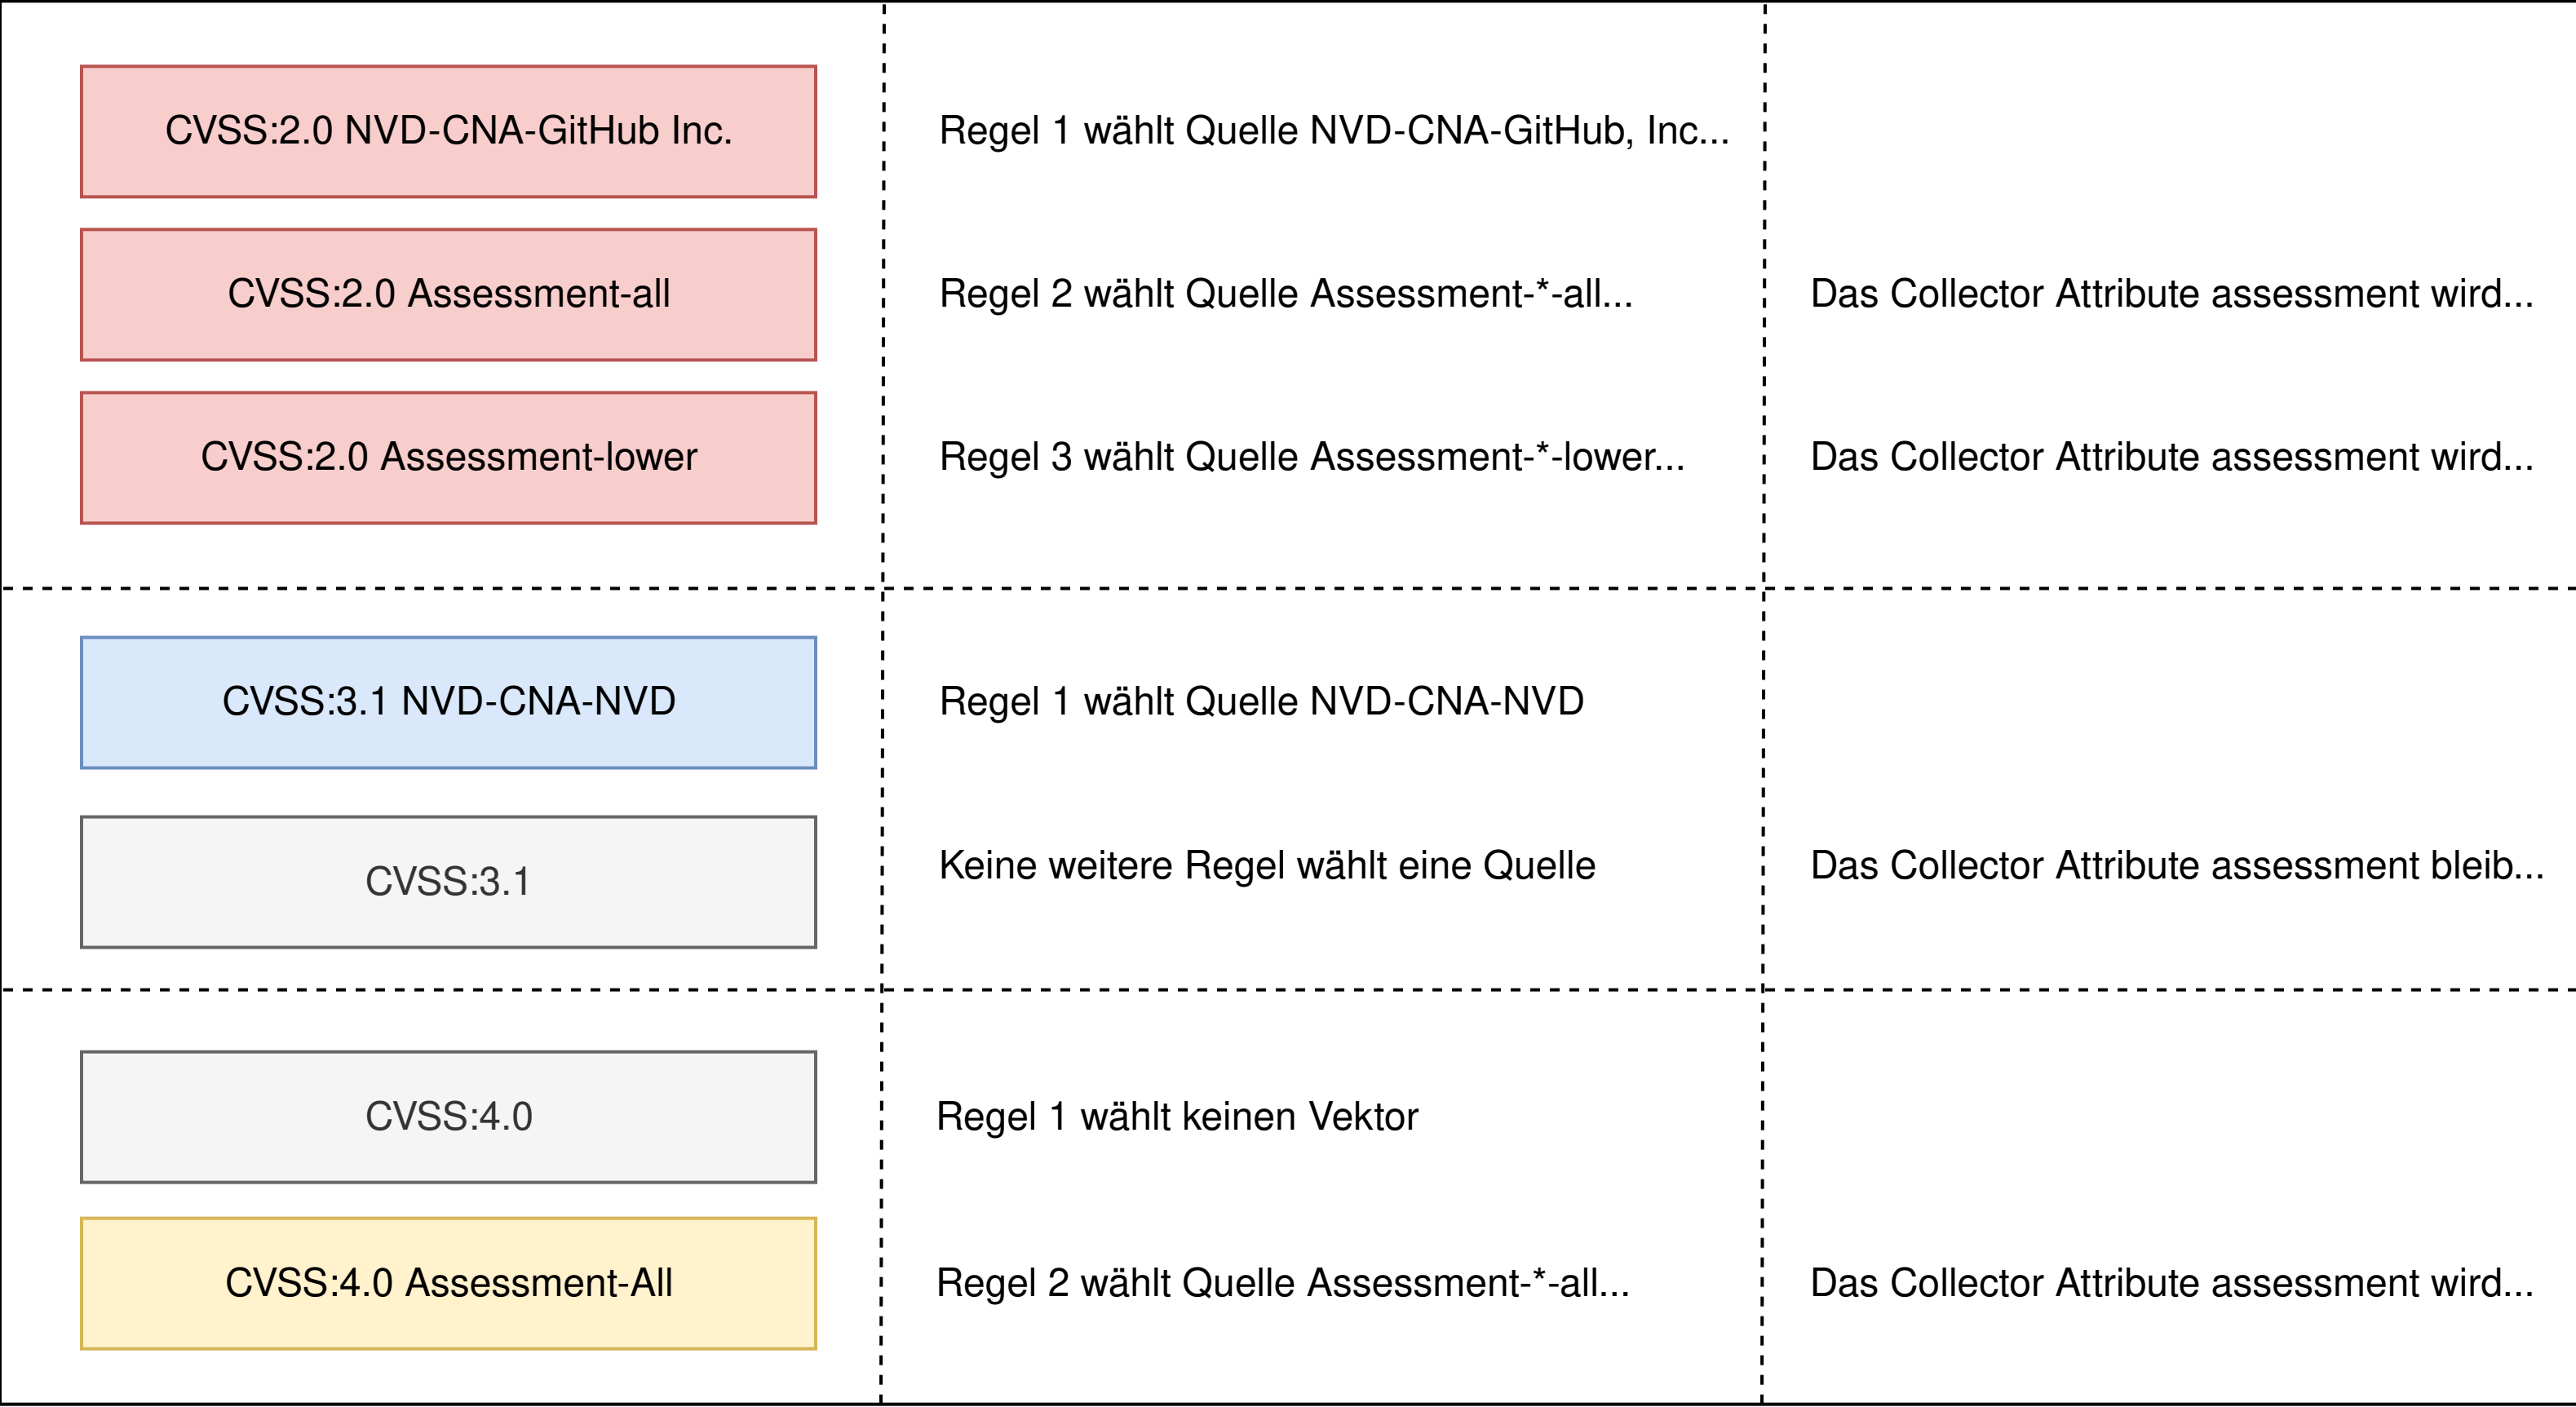 CVSS:2.0 NVD-CNA-GitHub Inc.
Regel 1 wählt Quelle NVD-CNA-GitHub, Inc...
CVSS:2.0 Assessment-all
Regel 2 wählt Quelle Assessment-*-all...
Das Collector Attribute assessment wird...
CVSS:2.0 Assessment-lower
Regel 3 wählt Quelle Assessment-*-lower...
Das Collector Attribute assessment wird...
CVSS:3.1 NVD-CNA-NVD
Regel 1 wählt Quelle NVD-CNA-NVD
CVSS:3.1
Keine weitere Regel wählt eine Quelle
Das Collector Attribute assessment bleib...
CVSS:4.0
Regel 1 wählt keinen Vektor
CVSS:4.0 Assessment-All
Regel 2 wählt Quelle Assessment-*-all...
Das Collector Attribute assessment wird...